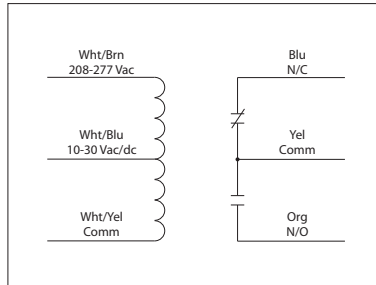 Wht/Brn
208-277 Vac
Wht/Blu
10-30 Vac/dc
Wht/Yel
Comm
Blu
N/C
Yel
Comm
Org
N/O